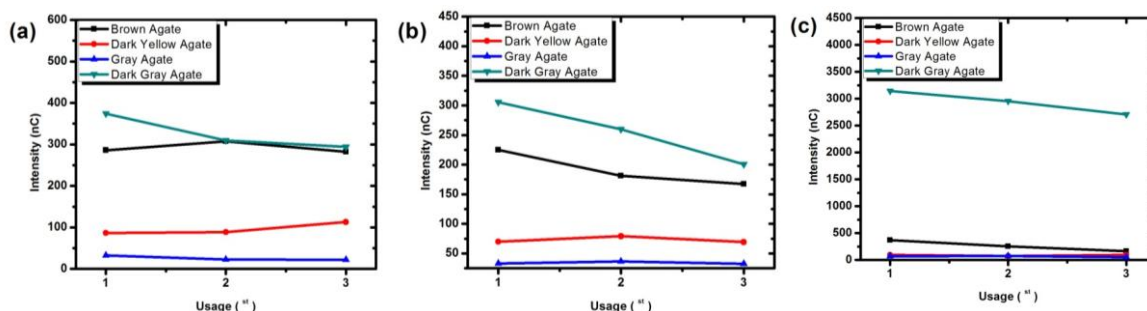 (a)
Brown Agate
Dark Yellow Agate
Gray Agate
Dark Gray Agate
600
500
400
300
200
100
0
Intensity (nC)
1 2 3
Usage ( st )
(b)
Brown Agate
Dark Yellow Agate
Gray Agate
Dark Gray Agate
450
400
350
300
250
200
150
100
50
Intensity (nC)
1 2 3
Usage ( st )
(c)
Brown Agate
Dark Yellow Agate
Gray Agate
Dark Gray Agate
4500
4000
3500
3000
2500
2000
1500
1000
500
0
Intensity (nC)
1 2 3
Usage ( st )